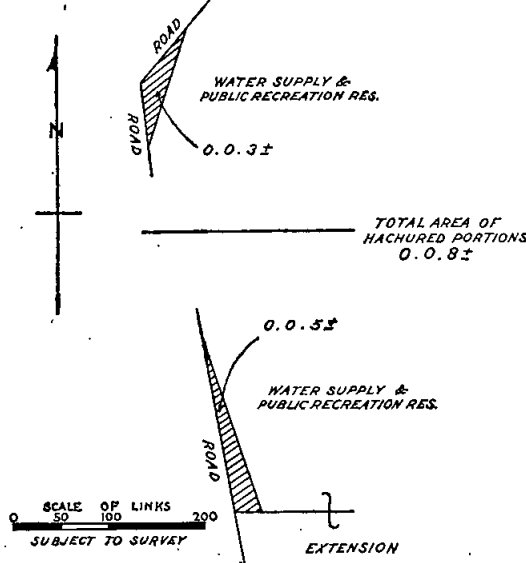 ROAD
WATER SUPPLY &
PUBLIC RECREATION RES.
N
ROAD
0.0.3±
TOTAL AREA OF
HACHURED PORTIONS
0.0.8±
0.0.5±
WATER SUPPLY &
PUBLIC RECREATION RES.
ROAD
SCALE OF LINKS
0 50 100 200
SUBJECT TO SURVEY
EXTENSION